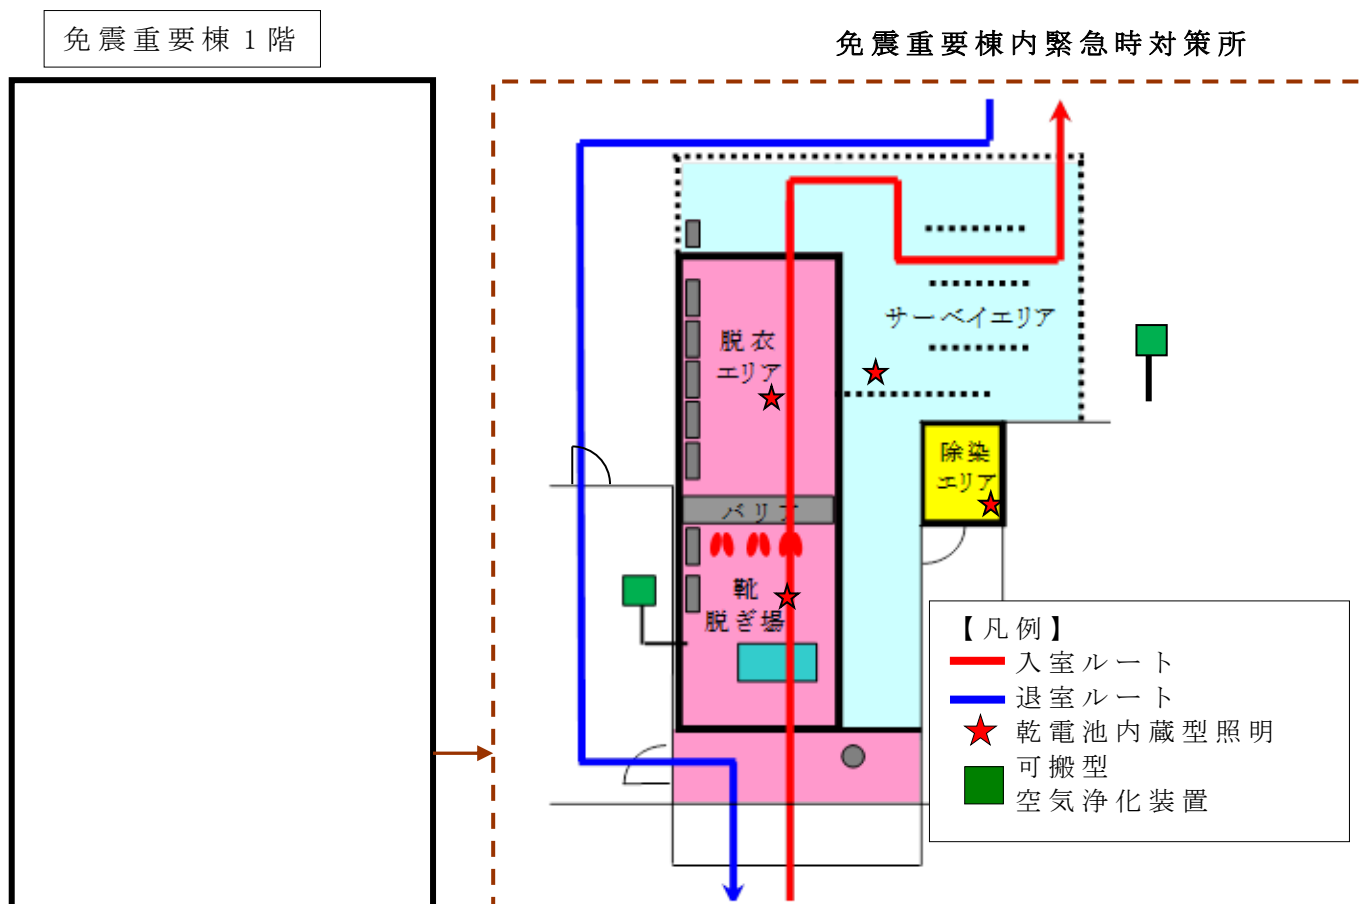 免震重要棟1階
免震重要棟内緊急時対策所
サーベイエリア
脱衣
エリア
除染
エリア
バリア
靴
脱ぎ場
【凡例】
入室ルート
退室ルート
乾電池内蔵型照明
可搬型
空気浄化装置